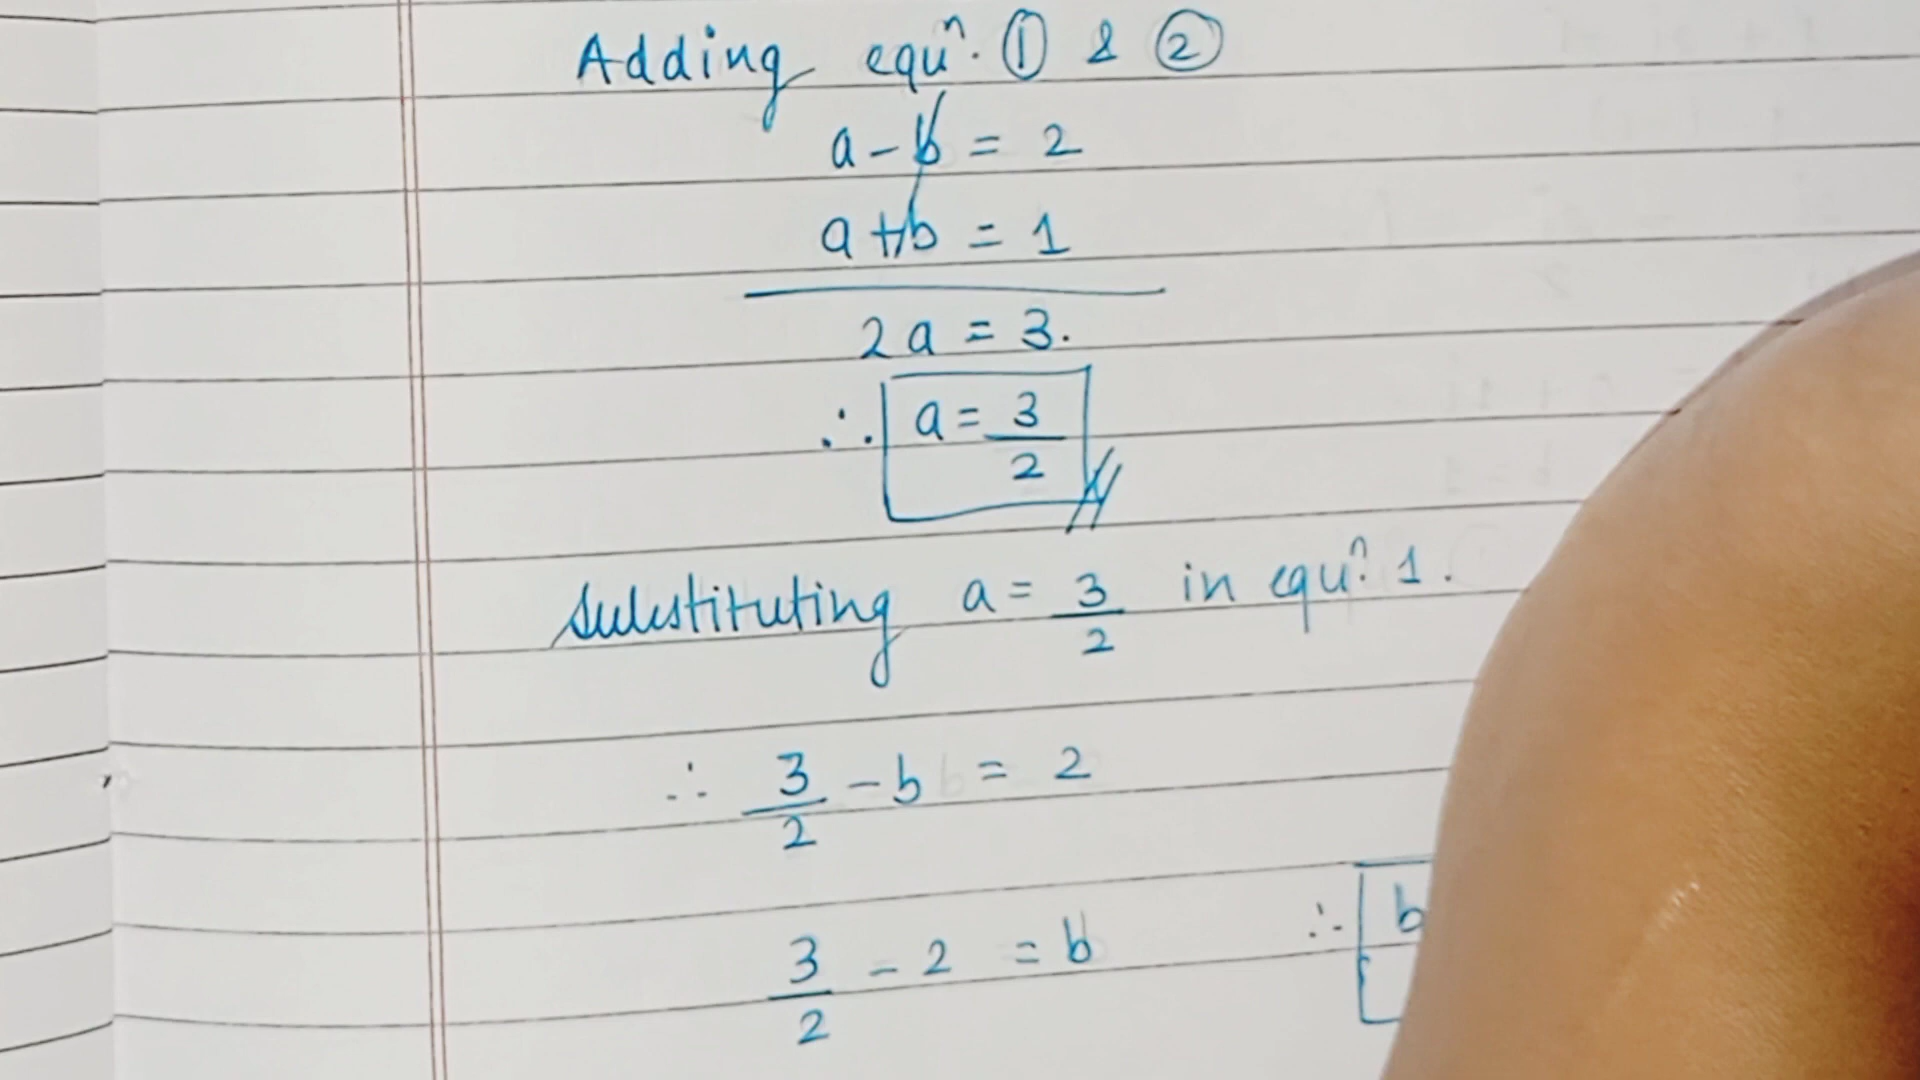 Adding equⁿ. ① & ②
a - b = 2
a + b = 1
2a = 3.
∴ a = 3/2 //
Substituting a = 3/2 in equⁿ. 1.
∴ 3/2 - b = 2
3/2 - 2 = b ∴ b